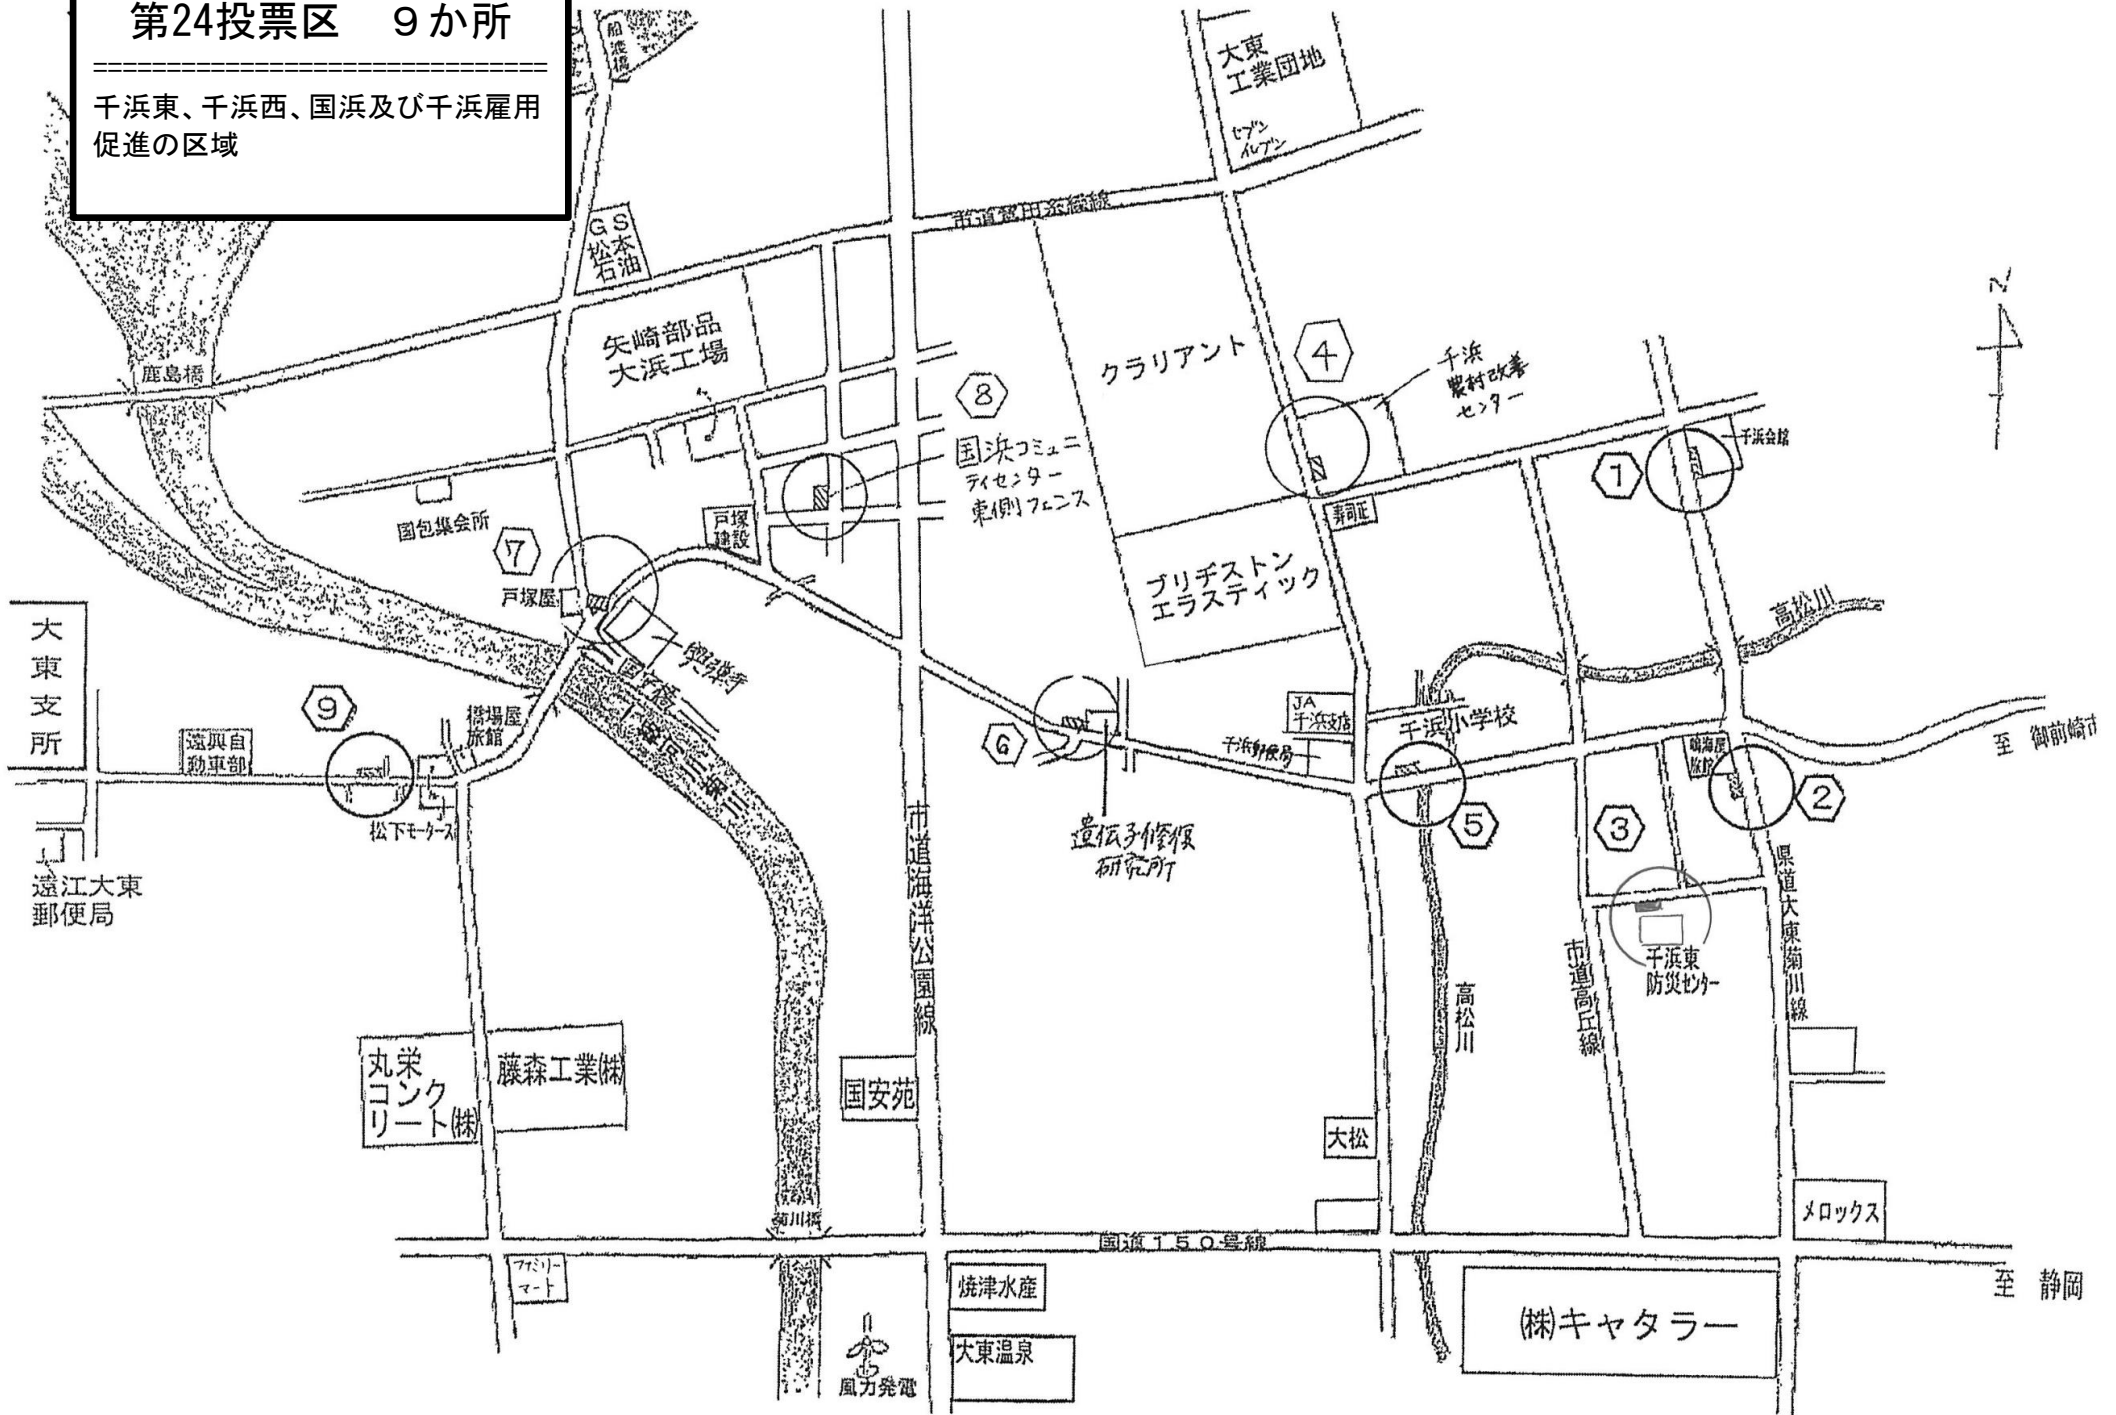 第24投票区　９か所
千浜東、千浜西、国浜及び千浜雇用
促進の区域
大東
工業団地
セブン
イレブン
ＧＳ
松本
石油
矢崎部品
大浜工場
鹿島橋
クラリアント
④
千浜
農村改善
センター
千浜会館
①
⑧
国浜コミュニ
ティセンター
東側フェンス
国包集会所
戸塚
建設
⑦
戸塚屋
寿司正
ブリヂストン
エラスティック
高松川
大東支所
⑨
橋場屋
旅館
遠興自
動車部
松下モータース
遠江大東
郵便局
⑥
遺伝子修復
研究所
JA
千浜支店
千浜郵便局
千浜小学校
⑤
鳴海屋
旅館
②
③
至 御前崎市
千浜東
防災センター
市道海洋公園線
高松川
市道高丘線
県道大東菊川線
丸栄
コンク
リート(株)
藤森工業(株)
国安苑
大松
メロックス
菊川橋
国道１５０号線
ファミリー
マート
焼津水産
大東温泉
風力発電
(株)キャタラー
至 静岡
N